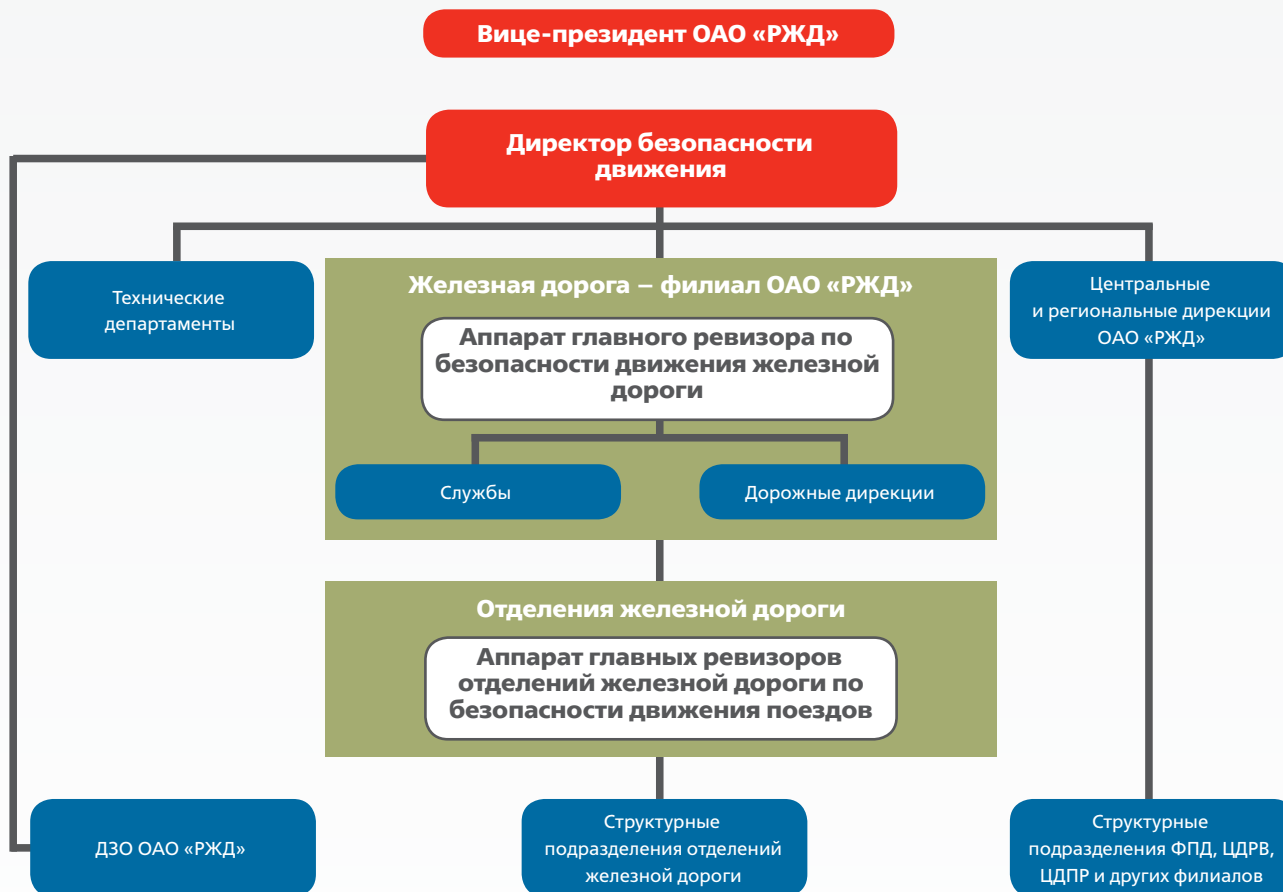 Вице-президент ОАО «РЖД»
Директор безопасности
движения
Технические
департаменты
Железная дорога – филиал ОАО «РЖД»
Аппарат главного ревизора по
безопасности движения железной
дороги
Службы
Дорожные дирекции
Центральные
и региональные дирекции
ОАО «РЖД»
Отделения железной дороги
Аппарат главных ревизоров
отделений железной дороги по
безопасности движения поездов
ДЗО ОАО «РЖД»
Структурные
подразделения отделений
железной дороги
Структурные
подразделения ФПД, ЦДРВ,
ЦДПР и других филиалов